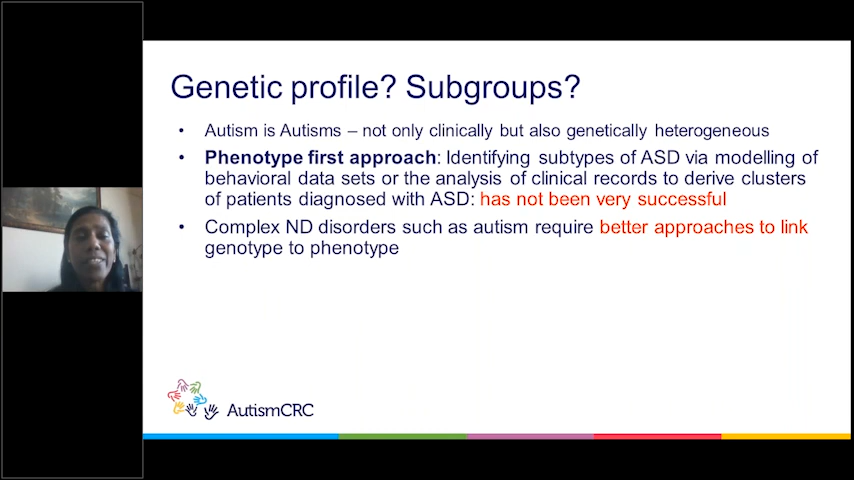 Genetic profile? Subgroups?
• Autism is Autisms – not only clinically but also genetically heterogeneous
• Phenotype first approach: Identifying subtypes of ASD via modelling of
behavioral data sets or the analysis of clinical records to derive clusters
of patients diagnosed with ASD: has not been very successful
• Complex ND disorders such as autism require better approaches to link
genotype to phenotype
AutismCRC